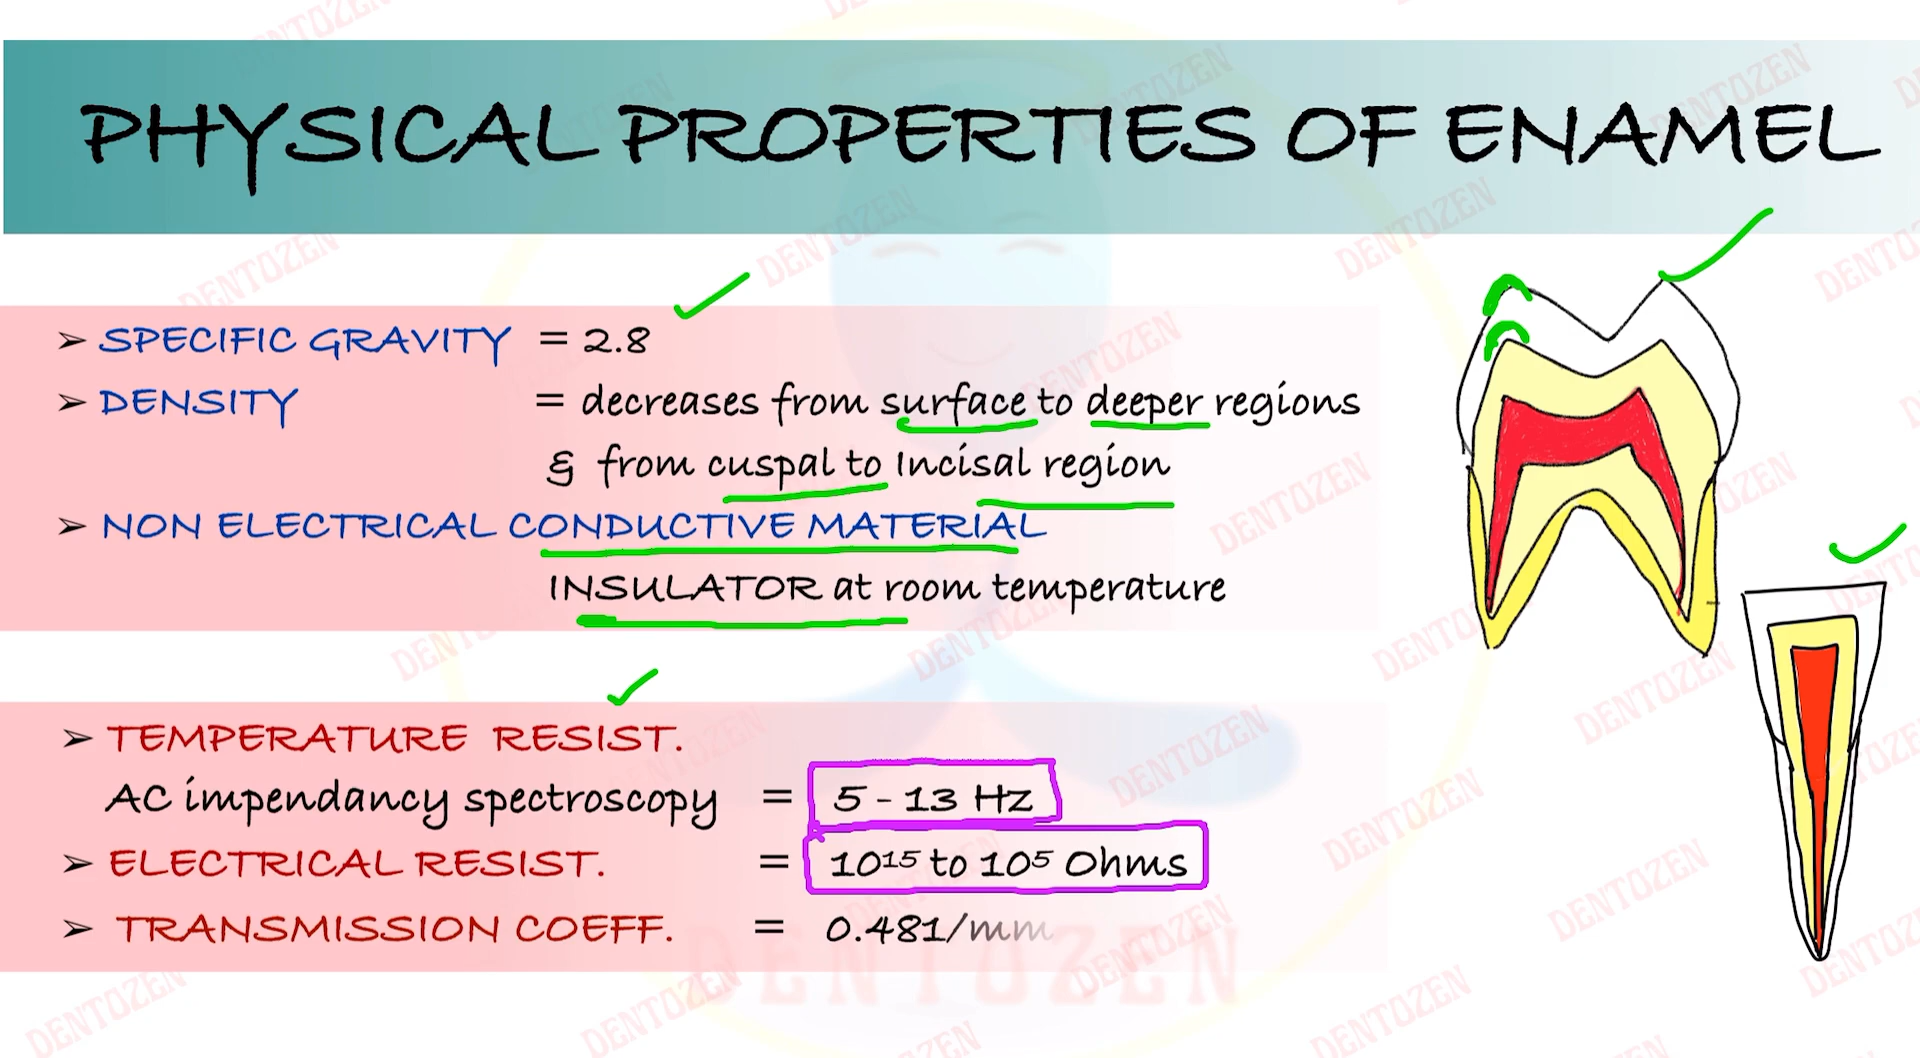 PHYSICAL PROPERTIES OF ENAMEL
➢ SPECIFIC GRAVITY = 2.8
➢ DENSITY = decreases from surface to deeper regions
& from cuspal to Incisal region
➢ NON ELECTRICAL CONDUCTIVE MATERIAL
INSULATOR at room temperature
➢ TEMPERATURE RESIST.
AC impendancy spectroscopy = 5 - 13 Hz
➢ ELECTRICAL RESIST. = 10¹⁵ to 10⁵ Ohms
➢ TRANSMISSION COEFF. = 0.481/mm
DENTOZEN